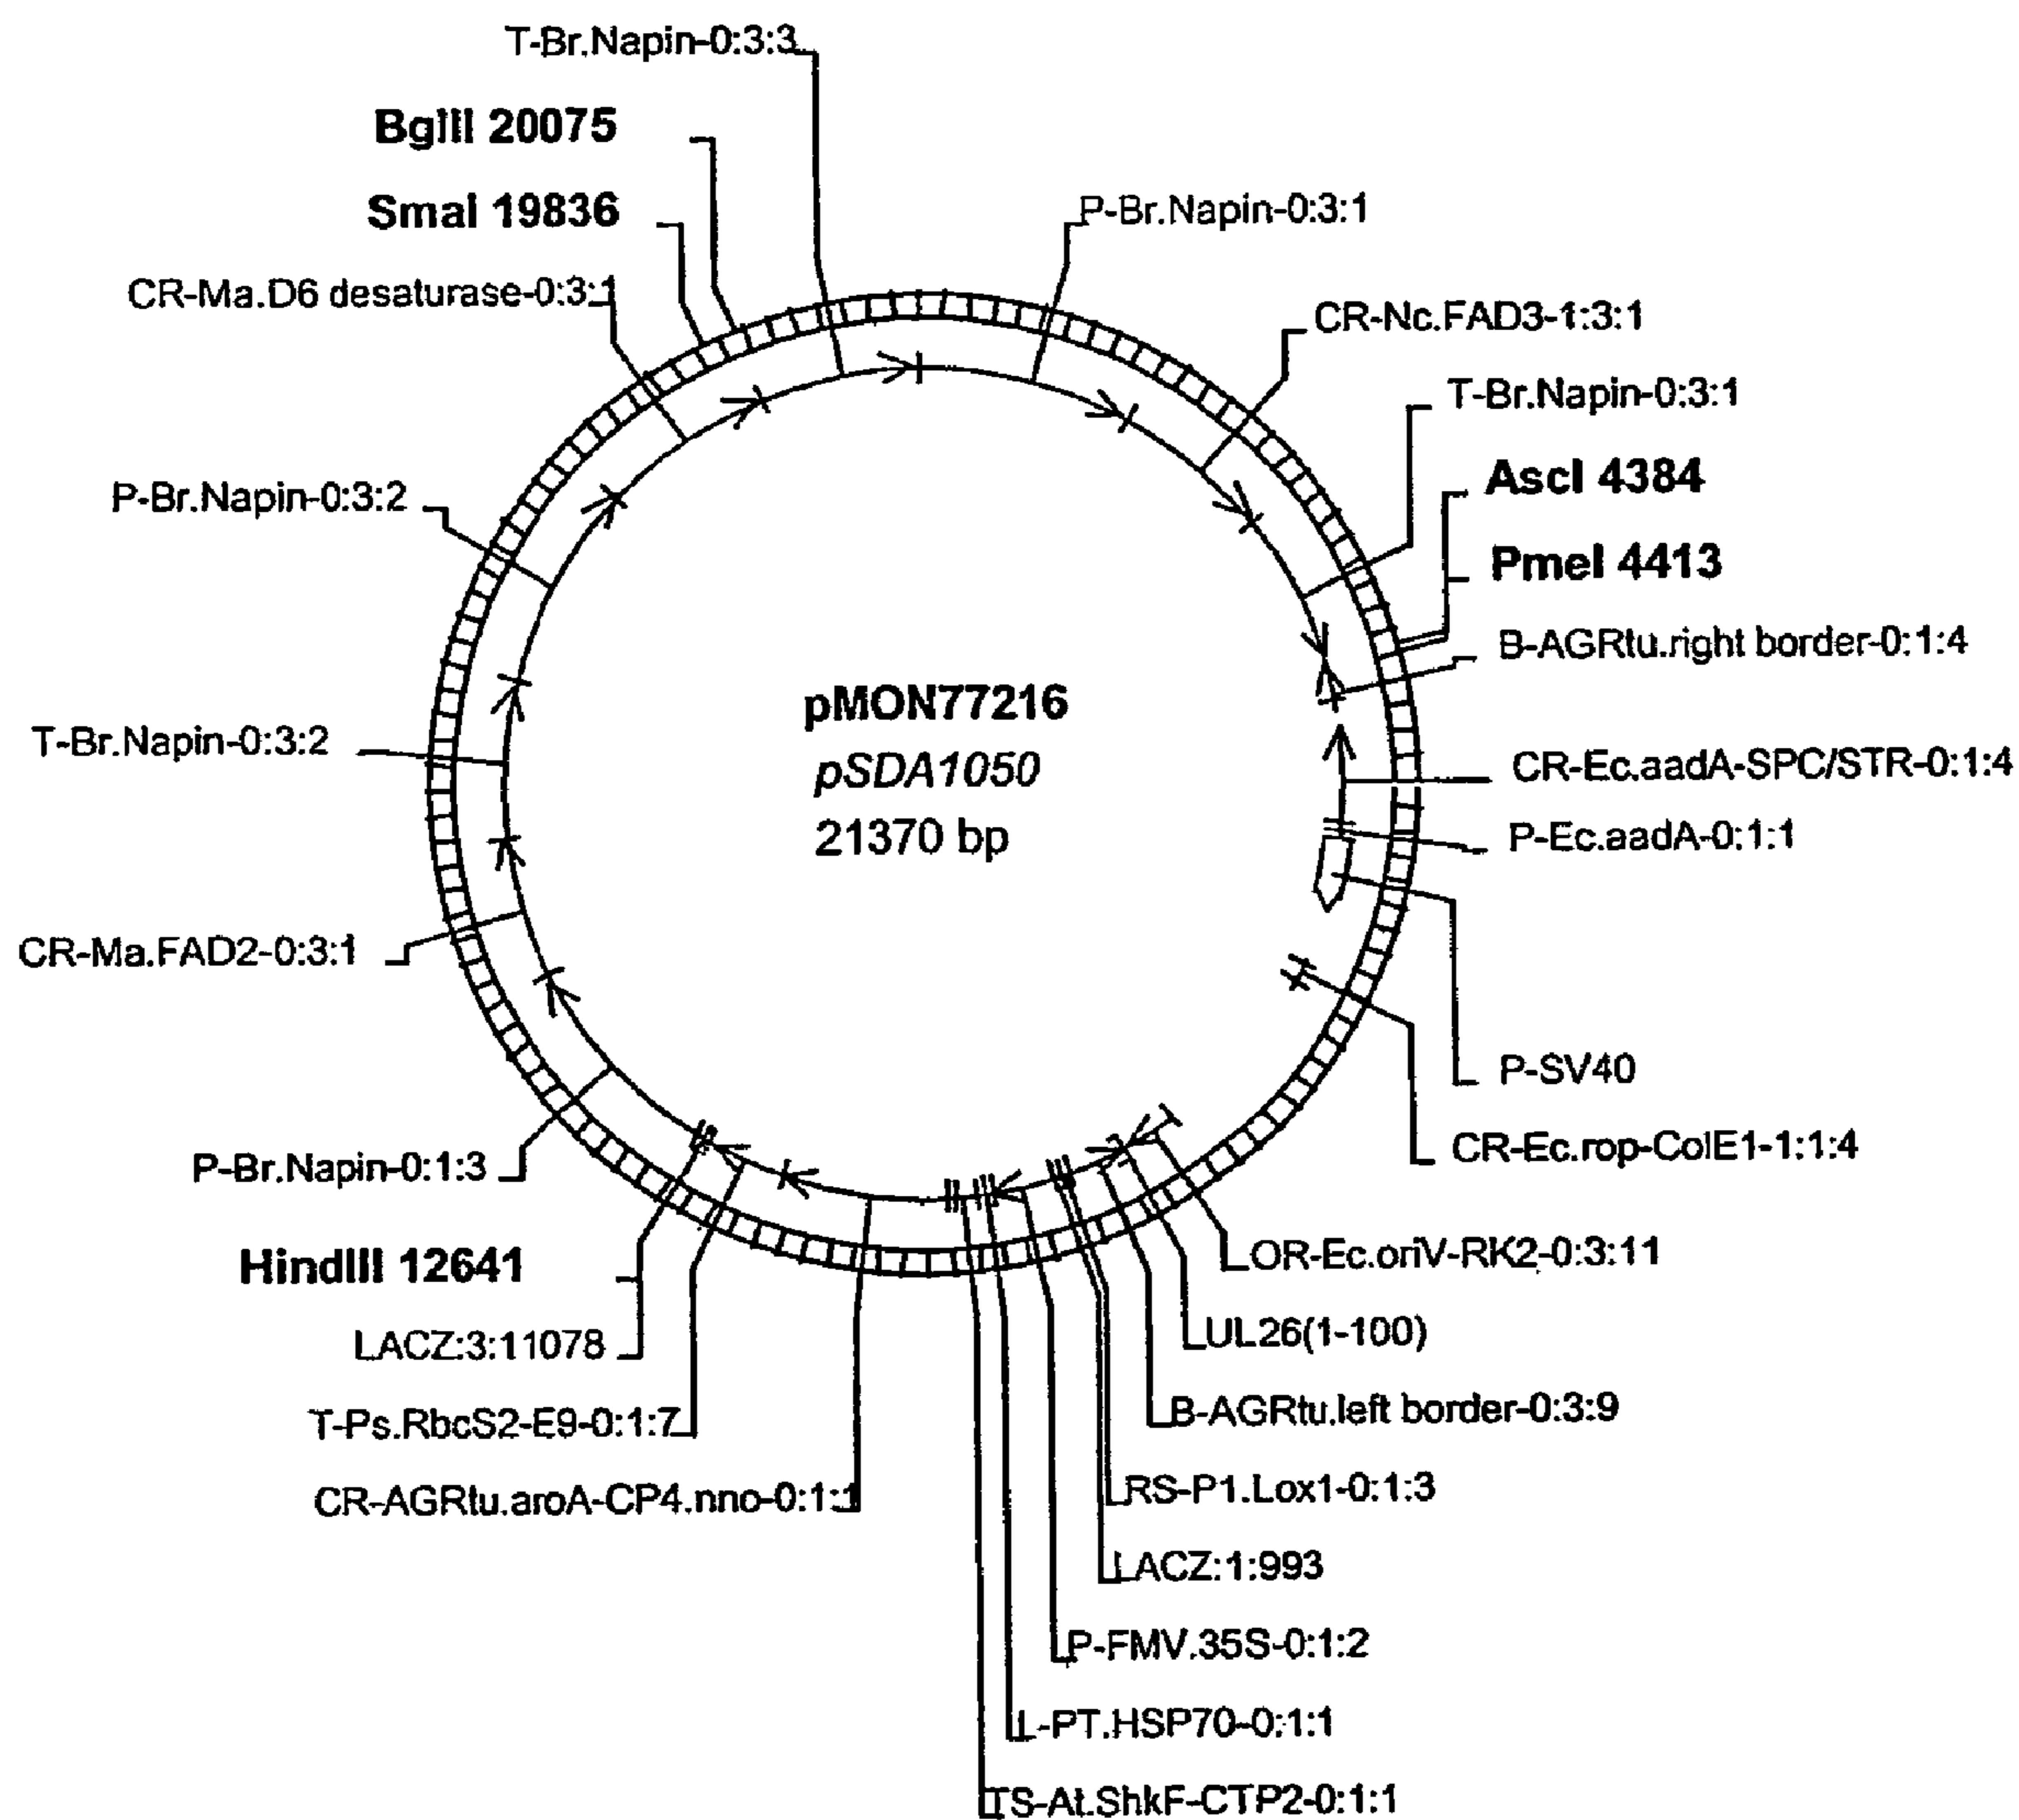 T-Br.Napin-0:3:3
BglII 20075
SmaI 19836
P-Br.Napin-0:3:1
CR-Ma.D6 desaturase-0:3:1
CR-Nc.FAD3-1:3:1
T-Br.Napin-0:3:1
AscI 4384
P-Br.Napin-0:3:2
PmeI 4413
B-AGRtu.right border-0:1:4
pMON77216
T-Br.Napin-0:3:2
pSDA1050
CR-Ec.aadA-SPC/STR-0:1:4
21370 bp
P-Ec.aadA-0:1:1
CR-Ma.FAD2-0:3:1
P-SV40
CR-Ec.rop-ColE1-1:1:4
P-Br.Napin-0:1:3
OR-Ec.oriV-RK2-0:3:11
HindIII 12641
UL26(1-100)
LACZ:3:11078
B-AGRtu.left border-0:3:9
T-Ps.RbcS2-E9-0:1:7
RS-P1.Lox1-0:1:3
CR-AGRtu.aroA-CP4.nno-0:1:1
LACZ:1:993
P-FMV.35S-0:1:2
L-PT.HSP70-0:1:1
TS-At.ShkF-CTP2-0:1:1